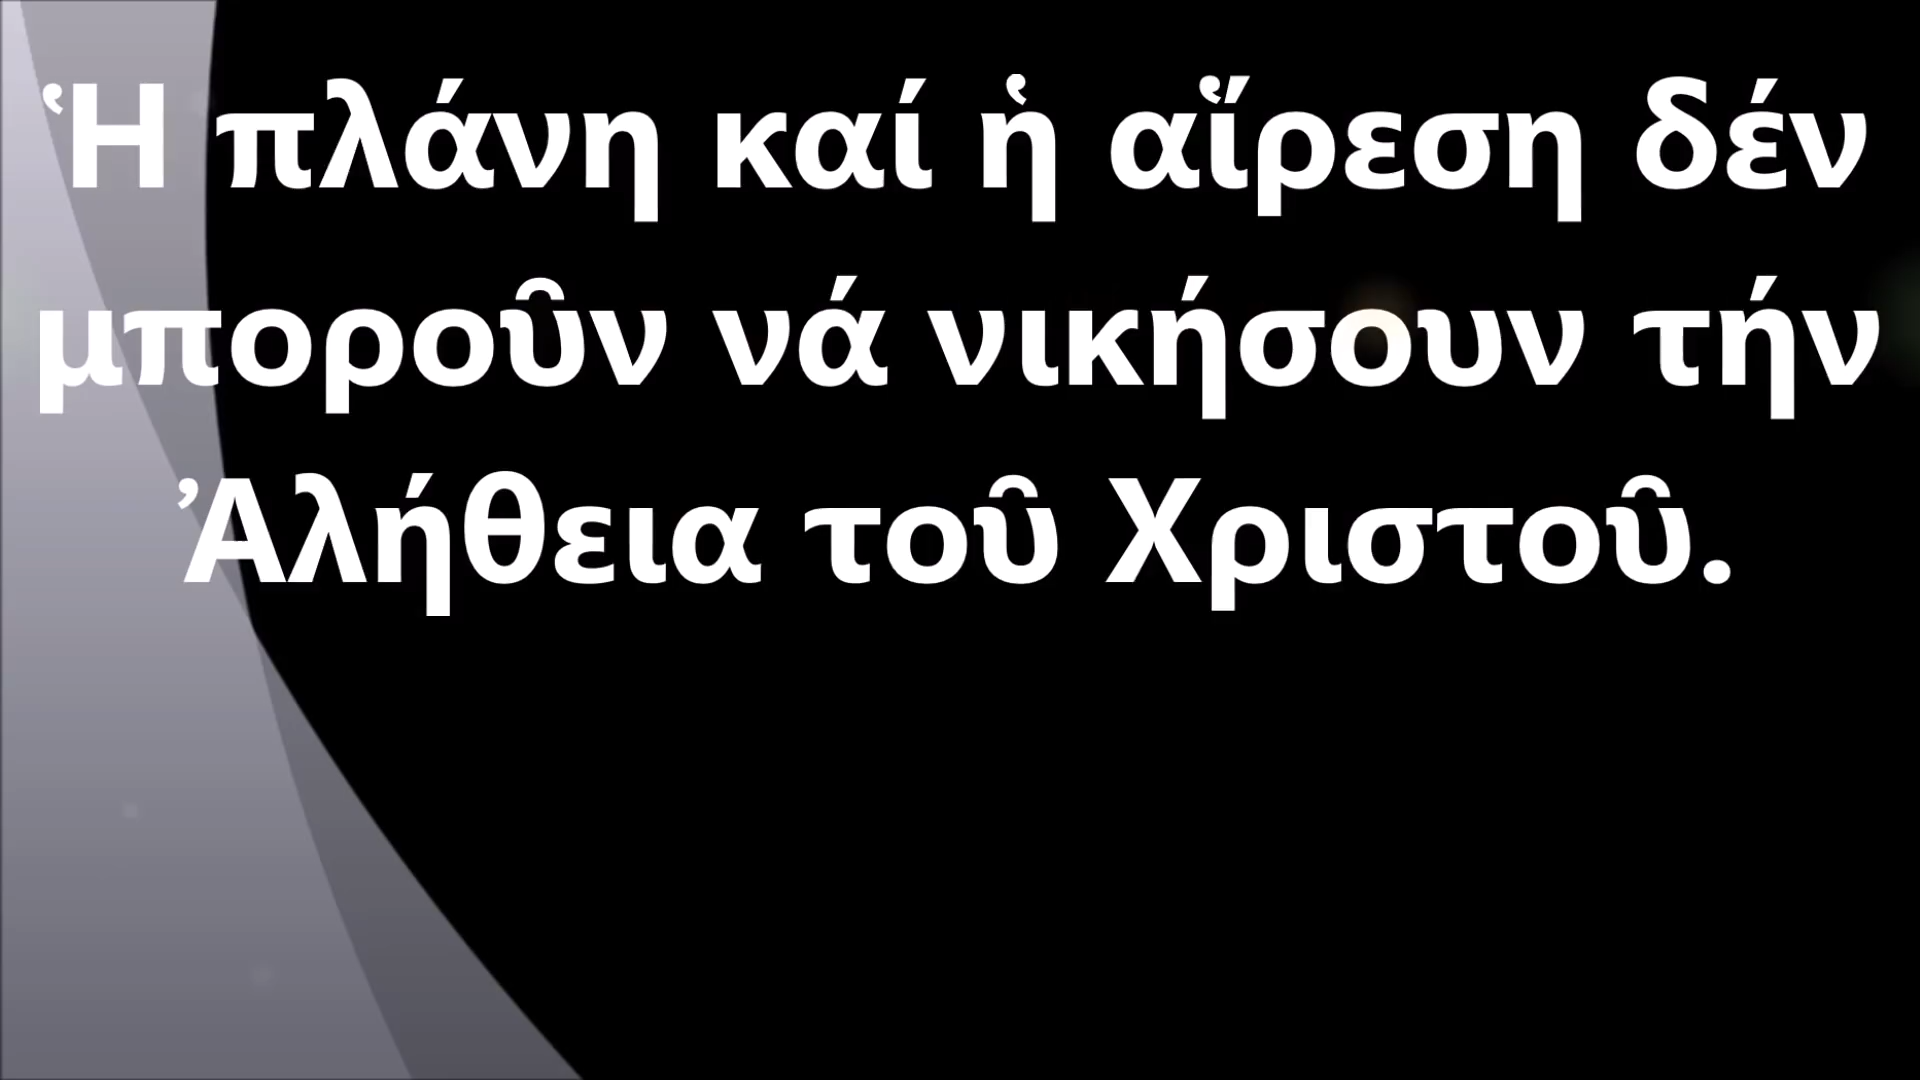 Ἡ πλάνη καί ἡ αἵρεση δέν
μποροῦν νά νικήσουν τήν
Ἀλήθεια τοῦ Χριστοῦ.